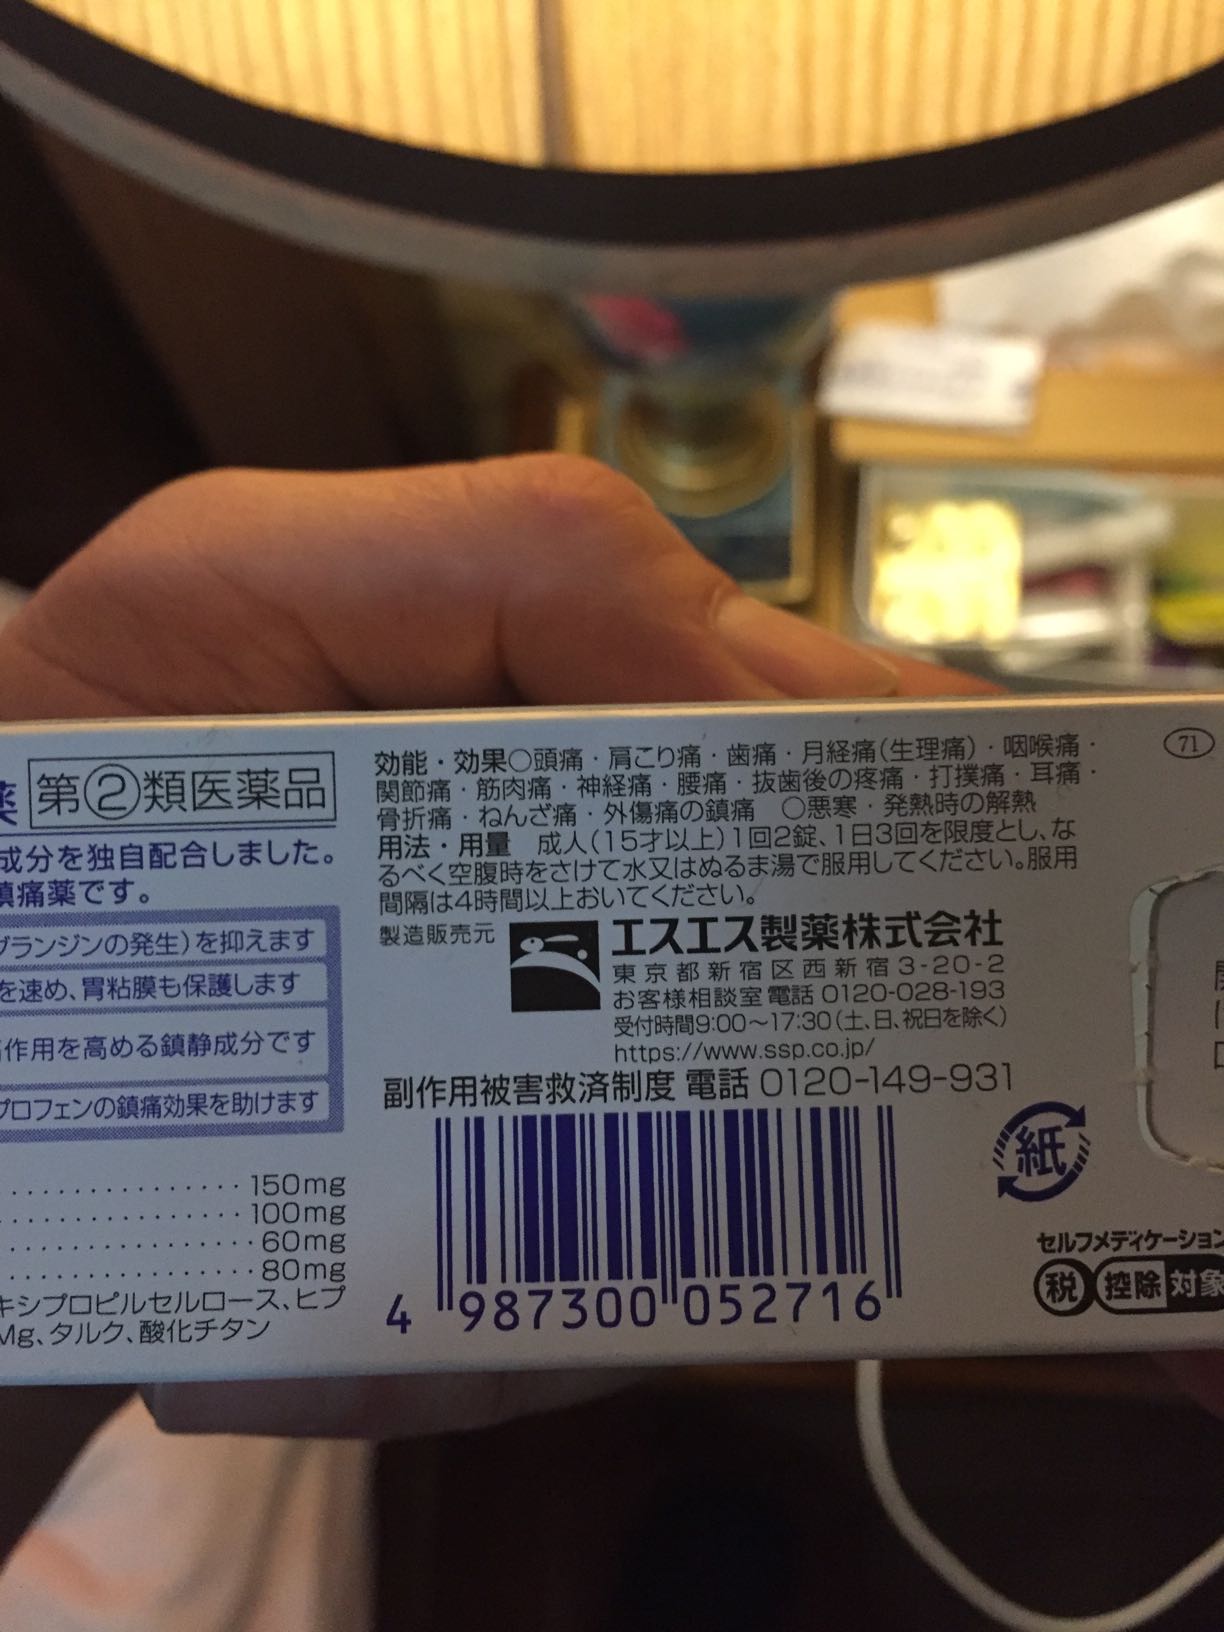 薬 第②類医薬品
成分を独自配合しました。
鎮痛薬です。
グランジンの発生)を抑えます
を速め、胃粘膜も保護します
作用を高める鎮静成分です
プロフェンの鎮痛効果を助けます
150mg
100mg
60mg
80mg
キシプロピルセルロース、ヒプ
Mg、タルク、酸化チタン
効能・効果○頭痛・肩こり痛・歯痛・月経痛(生理痛)・咽喉痛・
関節痛・筋肉痛・神経痛・腰痛・抜歯後の疼痛・打撲痛・耳痛・
骨折痛・ねんざ痛・外傷痛の鎮痛 ○悪寒・発熱時の解熱
用法・用量 成人(15才以上)1回2錠、1日3回を限度とし、な
るべく空腹時をさけて水又はぬるま湯で服用してください。服用
間隔は4時間以上おいてください。
製造販売元 エスエス製薬株式会社
東京都新宿区西新宿3-20-2
お客様相談室電話 0120-028-193
受付時間9:00～17:30(土、日、祝日を除く)
https://www.ssp.co.jp/
副作用被害救済制度 電話 0120-149-931
4 987300 052716
71
紙
セルフメディケーション
税 控除 対象